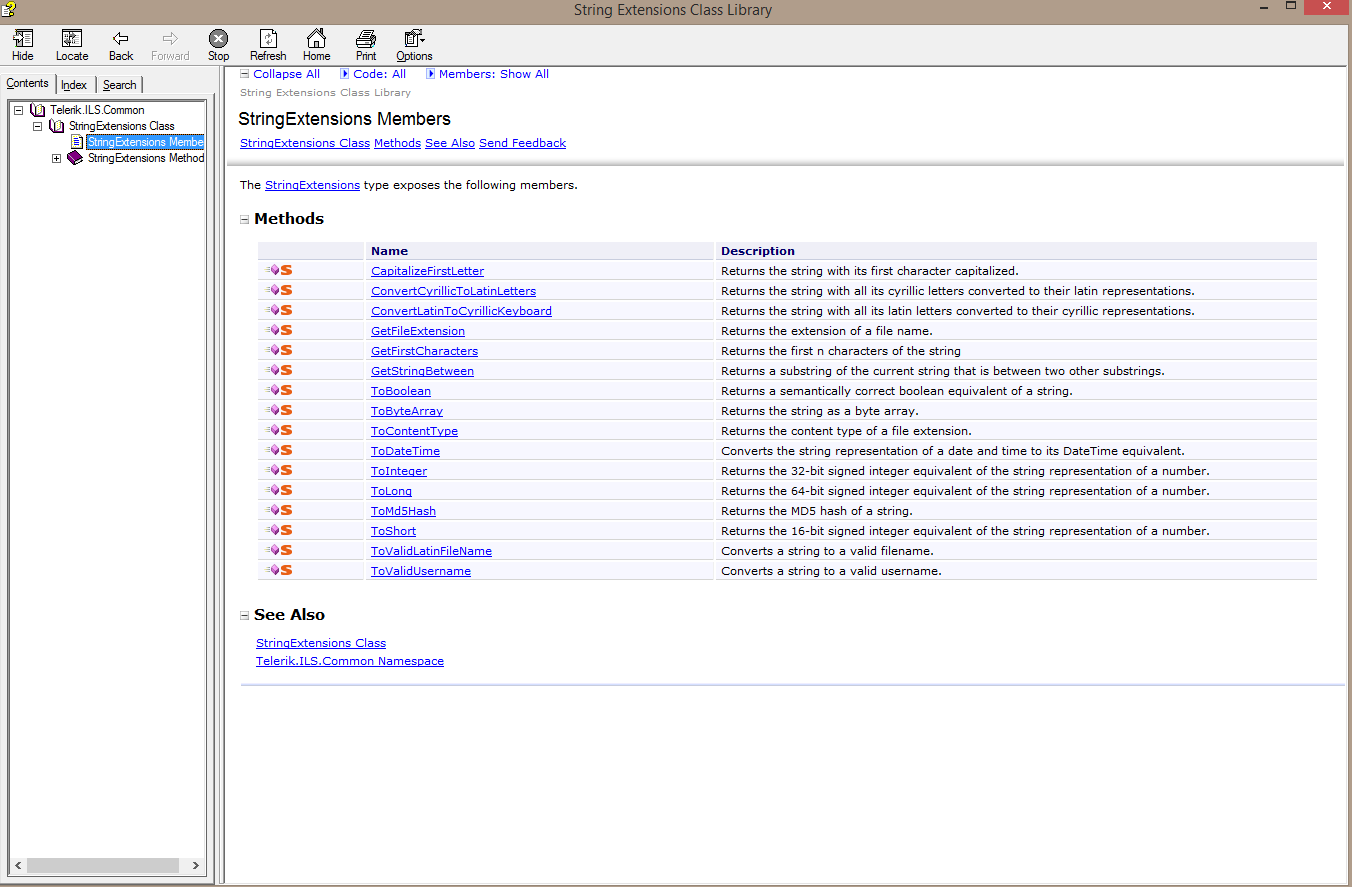 String Extensions Class Library
Hide Locate Back Forward Stop Refresh Home Print Options
Contents Index Search
Telerik.ILS.Common
StringExtensions Class
StringExtensions Membe
StringExtensions Method
Collapse All Code: All Members: Show All
String Extensions Class Library
StringExtensions Members
StringExtensions Class Methods See Also Send Feedback
The StringExtensions type exposes the following members.
Methods
Name Description
S CapitalizeFirstLetter Returns the string with its first character capitalized.
S ConvertCyrillicToLatinLetters Returns the string with all its cyrillic letters converted to their latin representations.
S ConvertLatinToCyrillicKeyboard Returns the string with all its latin letters converted to their cyrillic representations.
S GetFileExtension Returns the extension of a file name.
S GetFirstCharacters Returns the first n characters of the string
S GetStringBetween Returns a substring of the current string that is between two other substrings.
S ToBoolean Returns a semantically correct boolean equivalent of a string.
S ToByteArray Returns the string as a byte array.
S ToContentType Returns the content type of a file extension.
S ToDateTime Converts the string representation of a date and time to its DateTime equivalent.
S ToInteger Returns the 32-bit signed integer equivalent of the string representation of a number.
S ToLong Returns the 64-bit signed integer equivalent of the string representation of a number.
S ToMd5Hash Returns the MD5 hash of a string.
S ToShort Returns the 16-bit signed integer equivalent of the string representation of a number.
S ToValidLatinFileName Converts a string to a valid filename.
S ToValidUsername Converts a string to a valid username.
See Also
StringExtensions Class
Telerik.ILS.Common Namespace